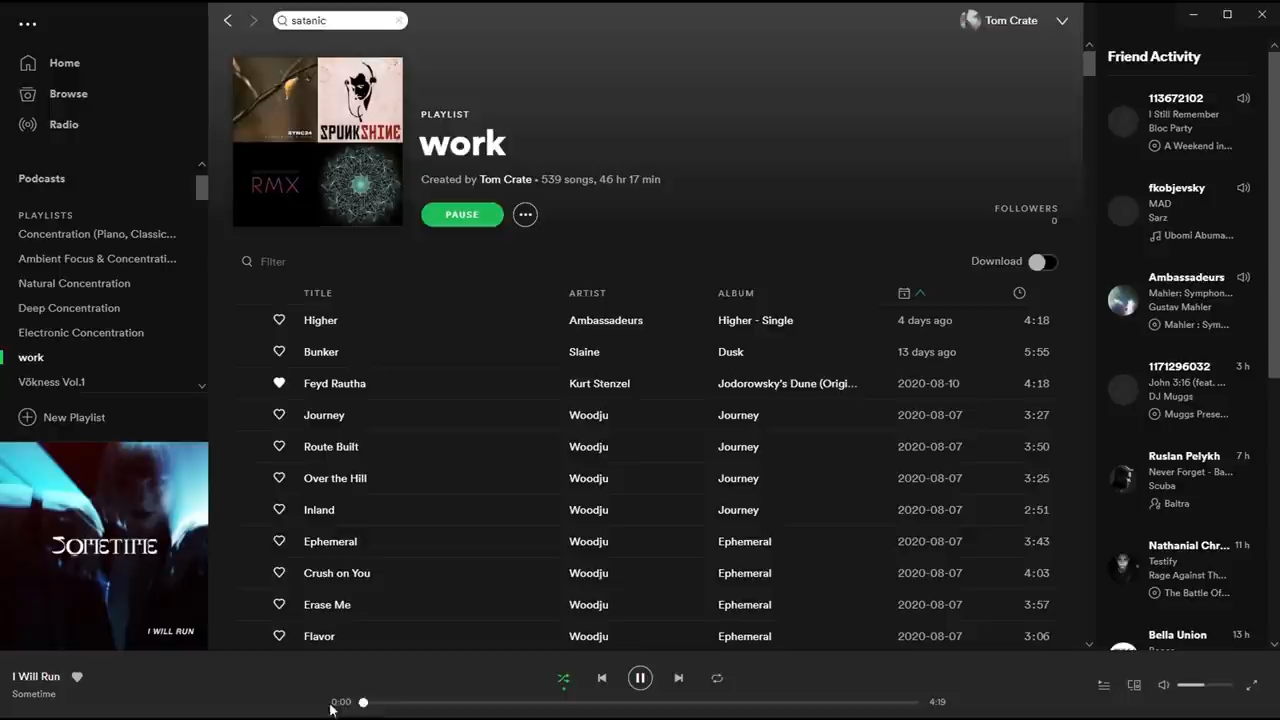 satanic
Tom Crate
Home
Browse
Radio
Podcasts
PLAYLISTS
Concentration (Piano, Classic...
Ambient Focus & Concentrati...
Natural Concentration
Deep Concentration
Electronic Concentration
work
Vökness Vol.1
New Playlist
SOMETIME
I WILL RUN
SYNC24
SPUNKSHINE
RMX
PLAYLIST
work
Created by Tom Crate • 539 songs, 46 hr 17 min
PAUSE
FOLLOWERS
0
Filter
Download
TITLE ARTIST ALBUM
Higher Ambassadeurs Higher - Single 4 days ago 4:18
Bunker Slaine Dusk 13 days ago 5:55
Feyd Rautha Kurt Stenzel Jodorowsky's Dune (Origi... 2020-08-10 4:18
Journey Woodju Journey 2020-08-07 3:27
Route Built Woodju Journey 2020-08-07 3:50
Over the Hill Woodju Journey 2020-08-07 3:25
Inland Woodju Journey 2020-08-07 2:51
Ephemeral Woodju Ephemeral 2020-08-07 3:43
Crush on You Woodju Ephemeral 2020-08-07 4:03
Erase Me Woodju Ephemeral 2020-08-07 3:57
Flavor Woodju Ephemeral 2020-08-07 3:06
Friend Activity
113672102
I Still Remember
Bloc Party
A Weekend in...
fkobjevsky
MAD
Sarz
Ubomi Abuma...
Ambassadeurs
Mahler: Symphon...
Gustav Mahler
Mahler : Sym...
1171296032 3 h
John 3:16 (feat. ...
DJ Muggs
Muggs Prese...
Ruslan Pelykh 7 h
Never Forget - Ba...
Scuba
Baltra
Nathanial Chr... 11 h
Testify
Rage Against Th...
The Battle Of...
Bella Union 13 h
I Will Run
Sometime
0:00
4:19